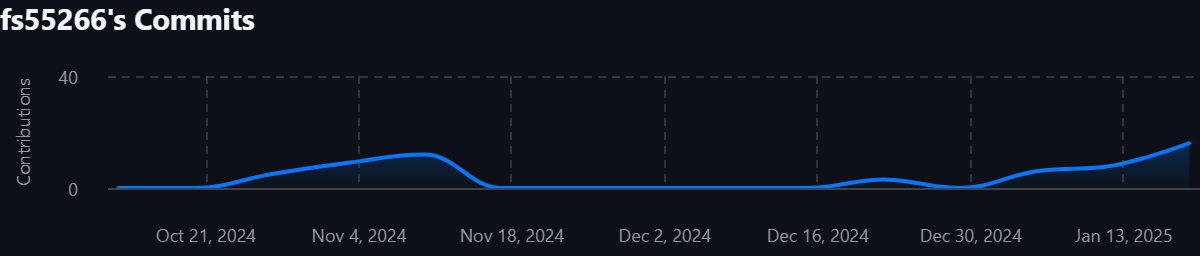 fs55266's Commits
Contributions
40
0
Oct 21, 2024
Nov 4, 2024
Nov 18, 2024
Dec 2, 2024
Dec 16, 2024
Dec 30, 2024
Jan 13, 2025